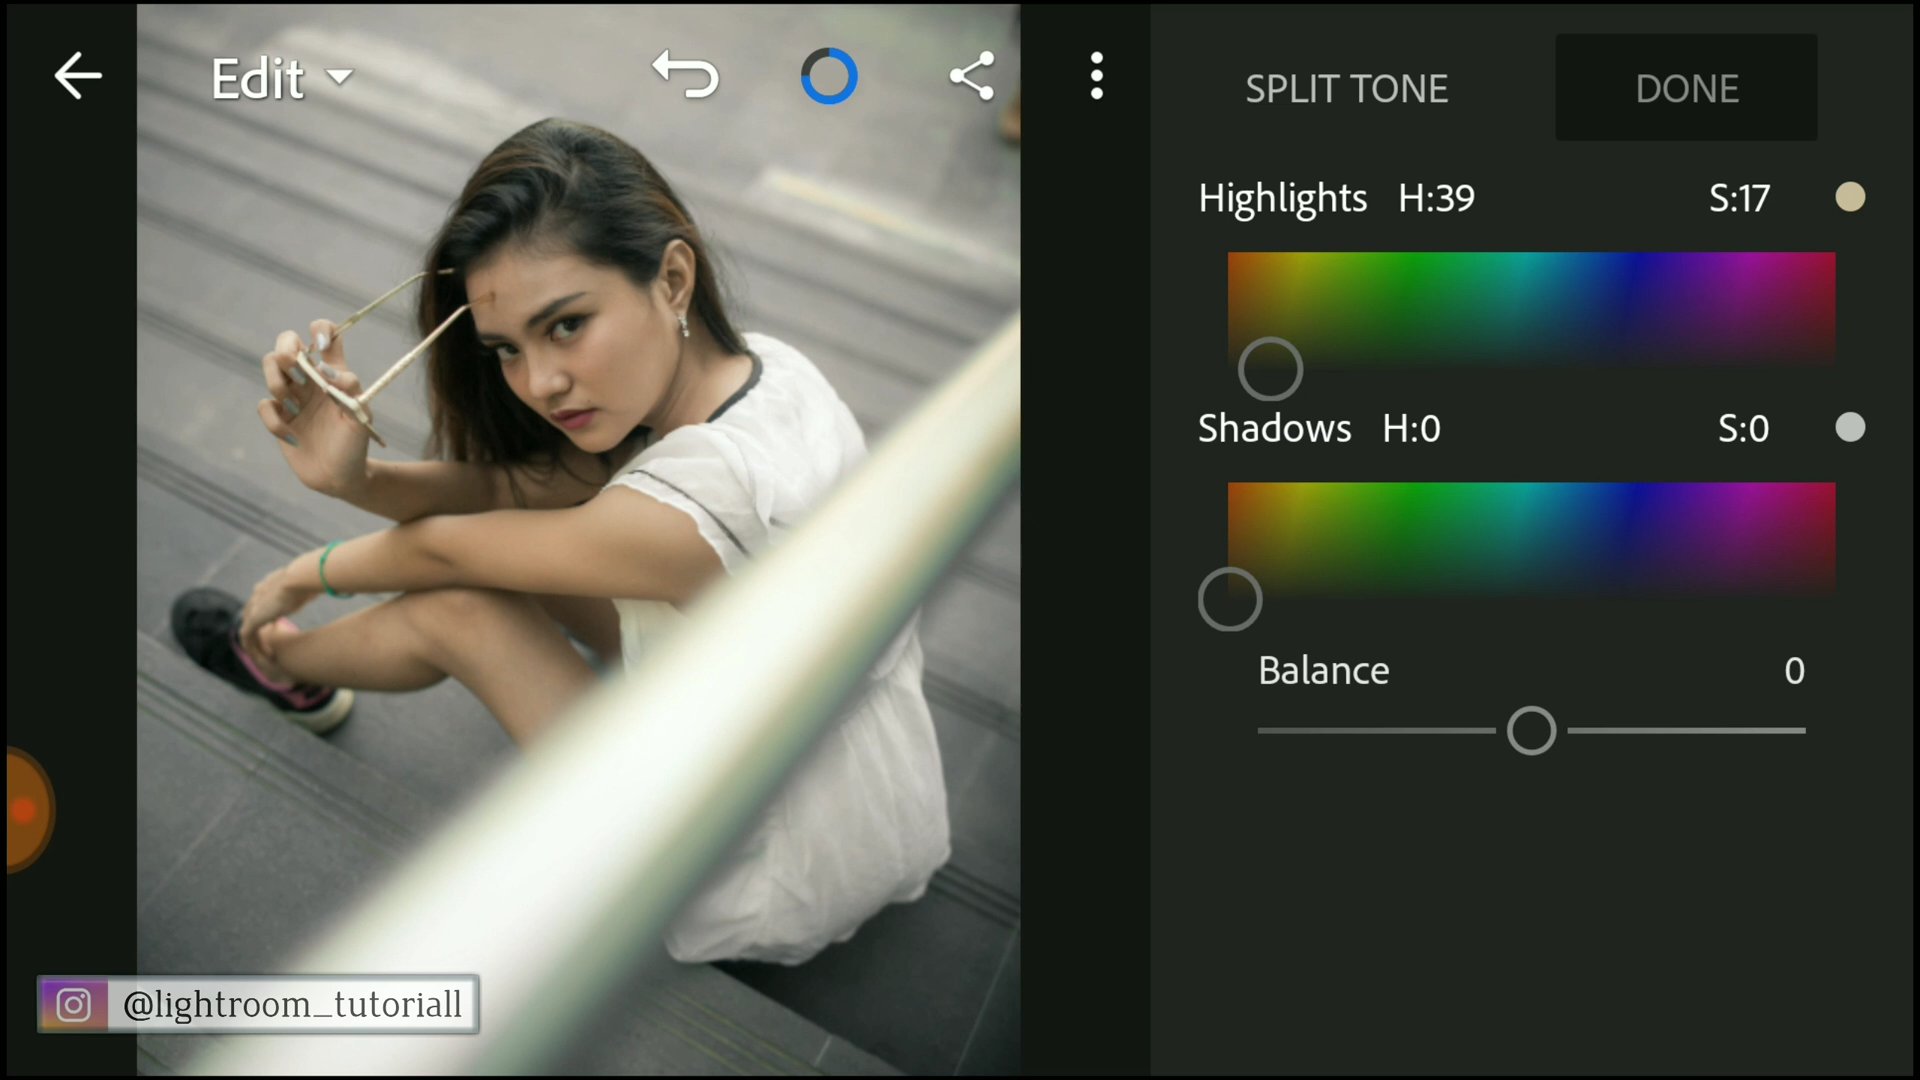 Edit
SPLIT TONE
DONE
Highlights H:39 S:17
Shadows H:0 S:0
Balance 0
@lightroom_tutoriall